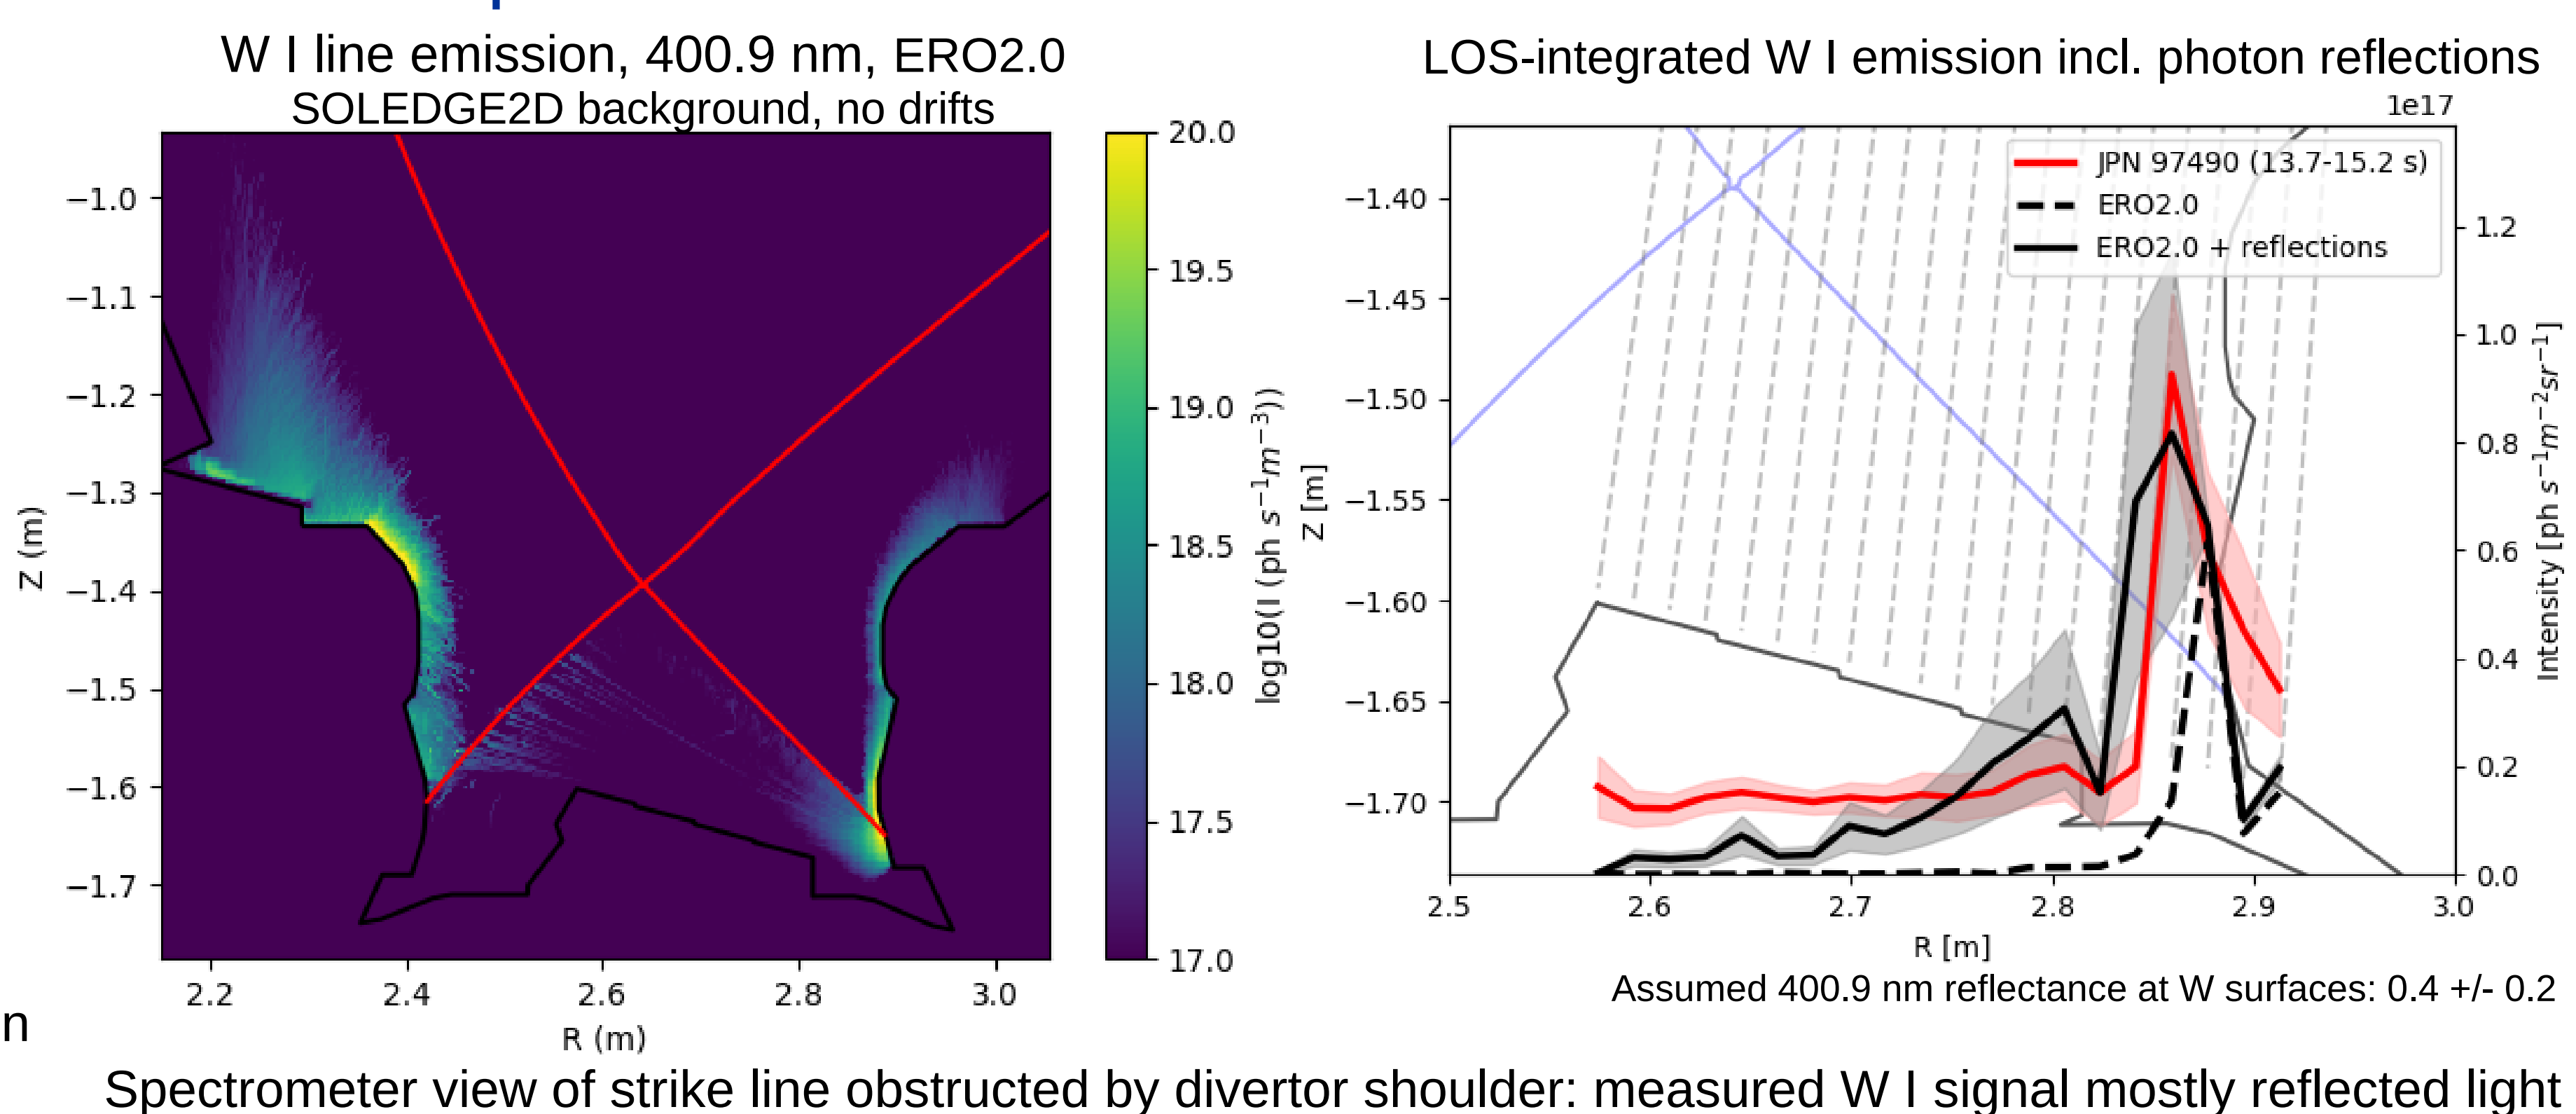 W I line emission, 400.9 nm, ERO2.0
SOLEDGE2D background, no drifts
−1.0
−1.1
−1.2
−1.3
−1.4
−1.5
−1.6
−1.7
Z (m)
2.2 2.4 2.6 2.8 3.0
R (m)
20.0
19.5
19.0
18.5
18.0
17.5
17.0
log10(I (ph s⁻¹m⁻³))
LOS-integrated W I emission incl. photon reflections
1e17
JPN 97490 (13.7-15.2 s)
ERO2.0
ERO2.0 + reflections
−1.40
−1.45
−1.50
−1.55
−1.60
−1.65
−1.70
Z [m]
1.2
1.0
0.8
0.6
0.4
0.2
0.0
Intensity [ph s⁻¹m⁻²sr⁻¹]
2.5 2.6 2.7 2.8 2.9 3.0
R [m]
Assumed 400.9 nm reflectance at W surfaces: 0.4 +/- 0.2
n
Spectrometer view of strike line obstructed by divertor shoulder: measured W I signal mostly reflected light